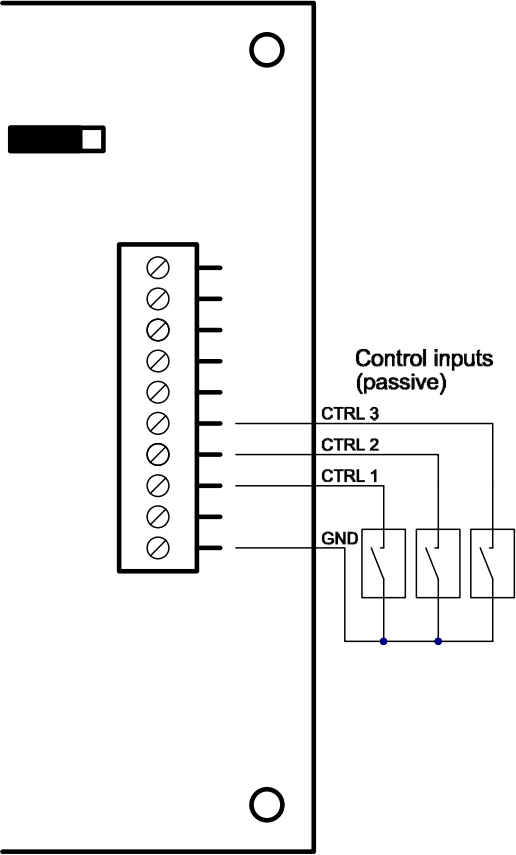 Control inputs
(passive)
CTRL 3
CTRL 2
CTRL 1
GND